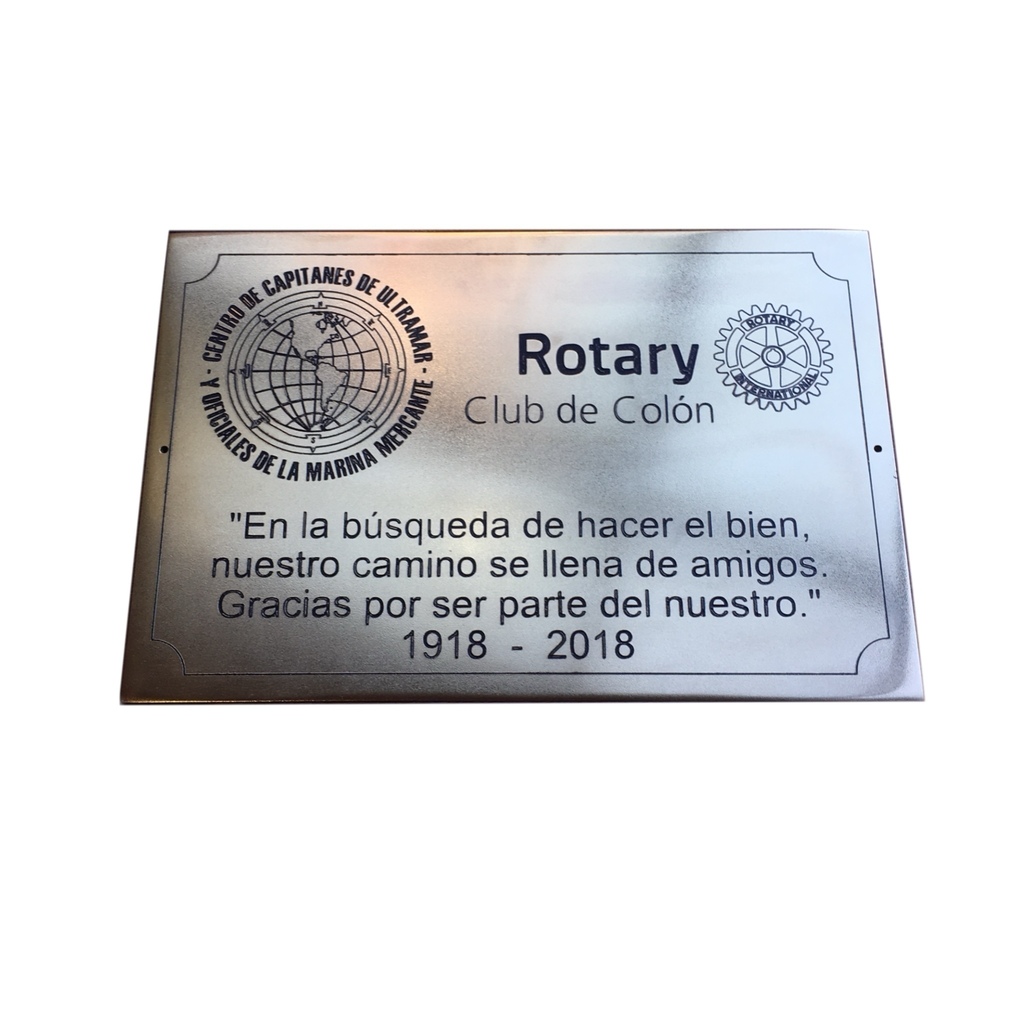 CENTRO DE CAPITANES DE ULTRAMAR -
Y OFICIALES DE LA MARINA MERCANTE -
Rotary
Club de Colón
ROTARY
INTERNATIONAL
"En la búsqueda de hacer el bien,
nuestro camino se llena de amigos.
Gracias por ser parte del nuestro."
1918 - 2018